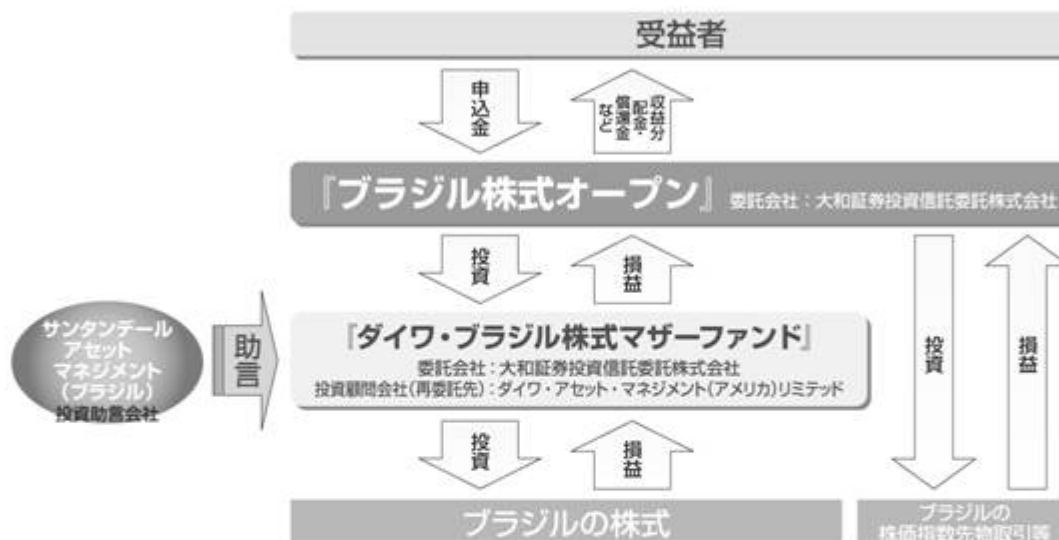 受益者
申込金
収益分
配金・
償還金
など
『ブラジル株式オープン』 委託会社：大和証券投資信託委託株式会社
投資
損益
サンタンデール
アセット
マネジメント
(ブラジル)
投資助言会社
助言
『ダイワ・ブラジル株式マザーファンド』
委託会社：大和証券投資信託委託株式会社
投資顧問会社(再委託先)：ダイワ・アセット・マネジメント(アメリカ)リミテッド
投資
損益
投資
損益
ブラジルの株式
ブラジルの
株価指数先物取引等